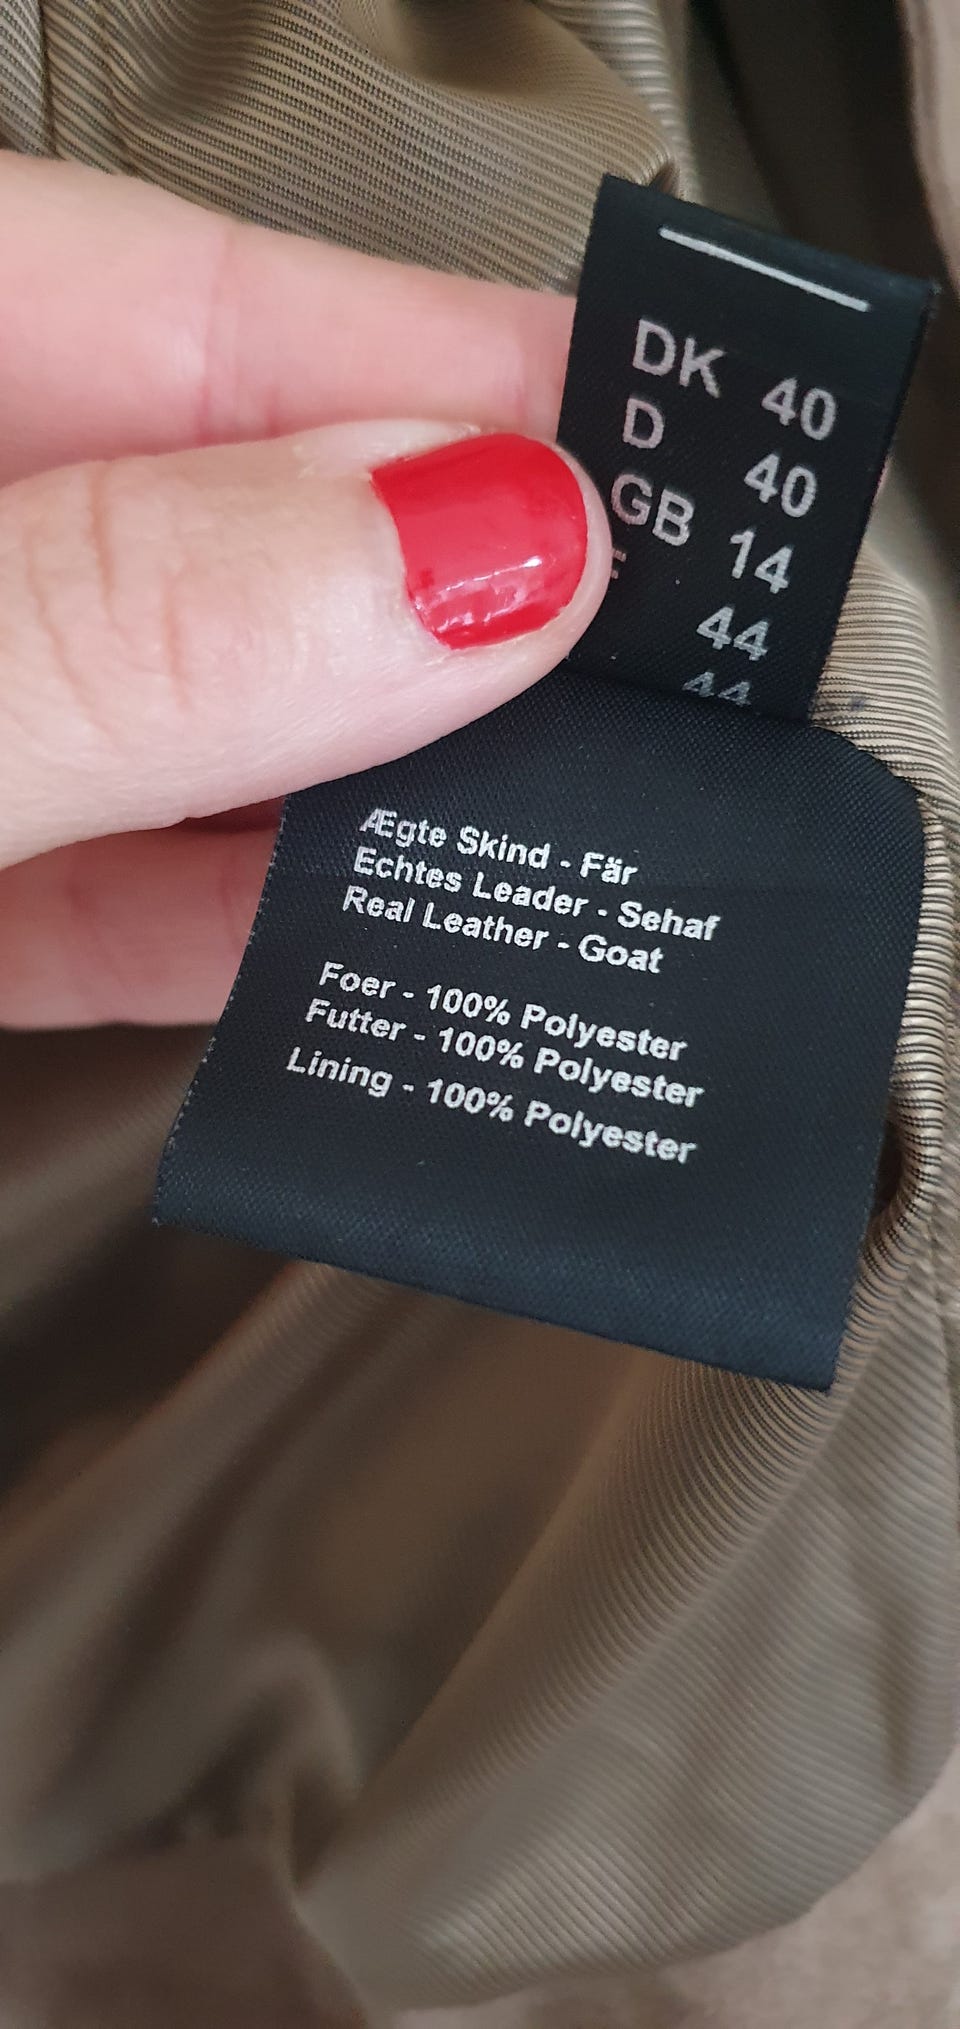 DK 40
D 40
GB 14
44
44
Ægte Skind - Fär
Echtes Leader - Sehaf
Real Leather - Goat
Foer - 100% Polyester
Futter - 100% Polyester
Lining - 100% Polyester